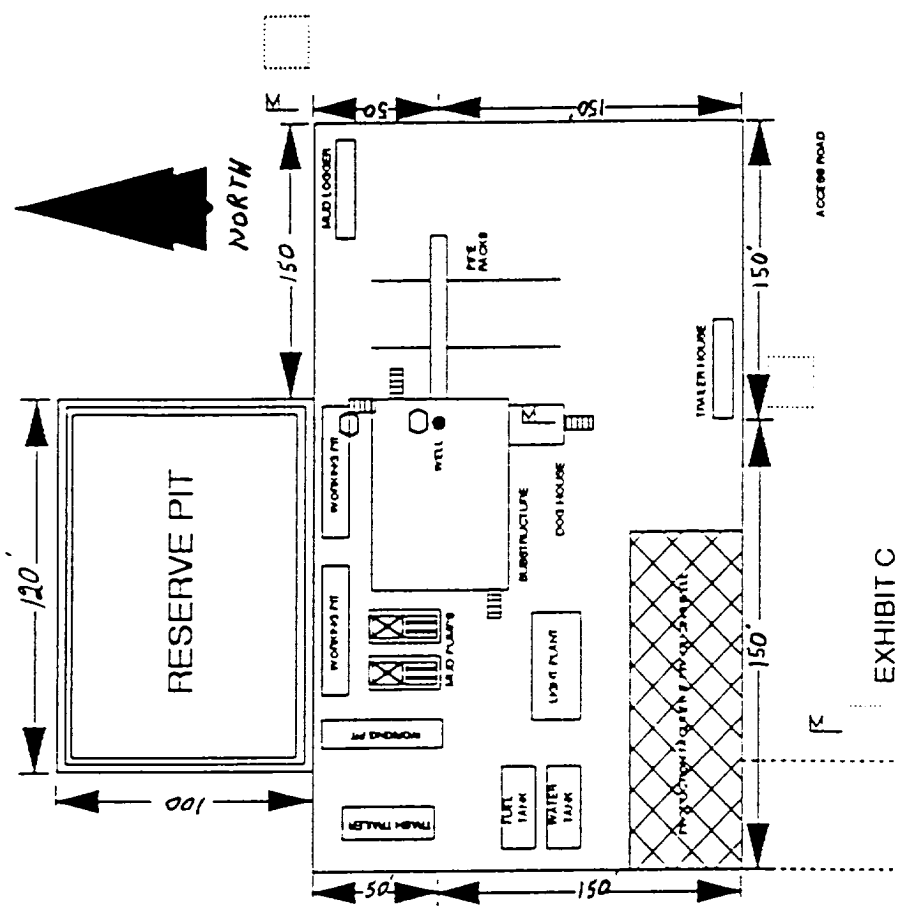 NORTH
120'
RESERVE PIT
100
150
50'
150'
MUD LOGGER
PIPE
RACKS
WORKING PIT
WELL
WORKING PIT
SUBSTRUCTURE
DOG HOUSE
MUD PUMPS
WORKING PIT
LIGHT PLANT
TRASH TRAILER
FUEL
TANK
WATER
TANK
TRAILER HOUSE
150'
150'
50'
150
ACCESS ROAD
M
M
M
EXHIBIT C